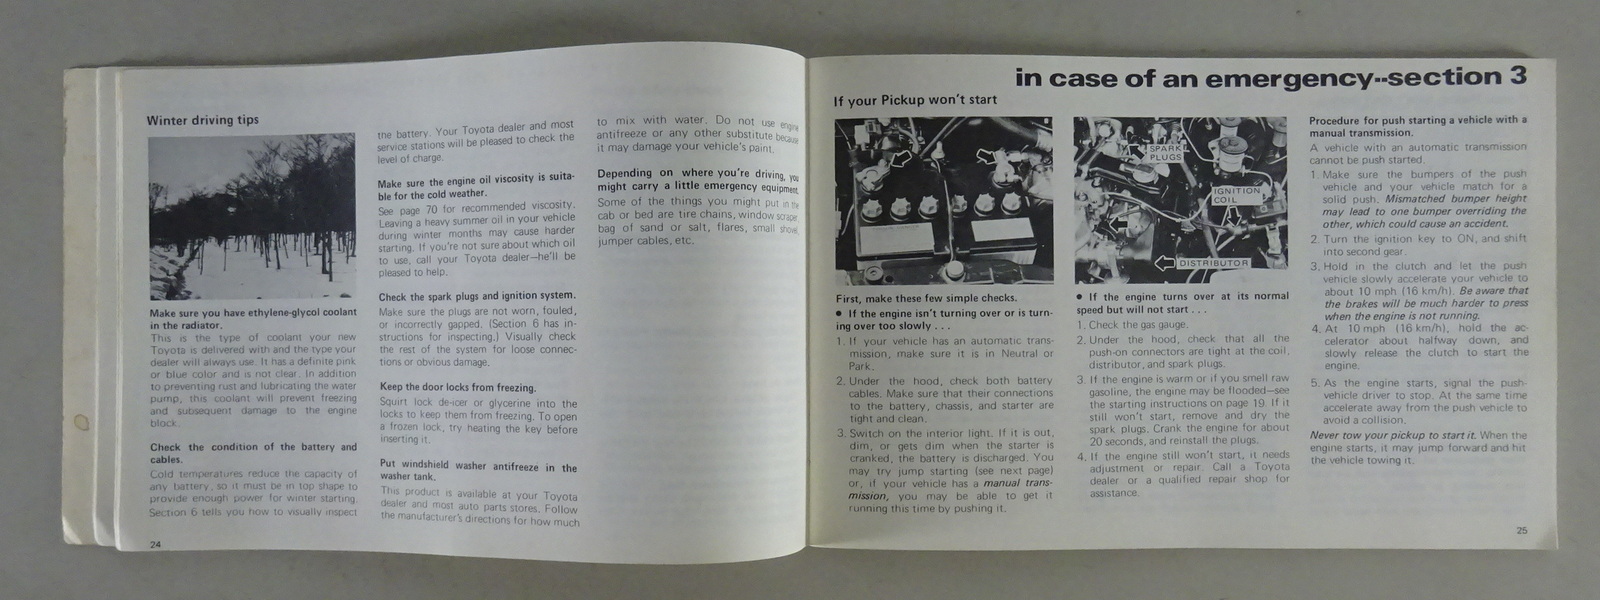 Winter driving tips
Make sure you have ethylene-glycol coolant
in the radiator.
This is the type of coolant your new
Toyota is delivered with and the type your
dealer will always use. It has a definite pink
or blue color and is not clear. In addition
to preventing rust and lubricating the water
pump, this coolant will prevent freezing
and subsequent damage to the engine
block.
Check the condition of the battery and
cables.
Cold temperatures reduce the capacity of
any battery, so it must be in top shape to
provide enough power for winter starting.
Section 6 tells you how to visually inspect
24
the battery. Your Toyota dealer and most
service stations will be pleased to check the
level of charge.
Make sure the engine oil viscosity is suita-
ble for the cold weather.
See page 70 for recommended viscosity.
Leaving a heavy summer oil in your vehicle
during winter months may cause harder
starting. If you're not sure about which oil
to use, call your Toyota dealer—he'll be
pleased to help.
Check the spark plugs and ignition system.
Make sure the plugs are not worn, fouled,
or incorrectly gapped. (Section 6 has in-
structions for inspecting.) Visually check
the rest of the system for loose connec-
tions or obvious damage.
Keep the door locks from freezing.
Squirt lock de-icer or glycerine into the
locks to keep them from freezing. To open
a frozen lock, try heating the key before
inserting it.
Put windshield washer antifreeze in the
washer tank.
This product is available at your Toyota
dealer and most auto parts stores. Follow
the manufacturer's directions for how much
to mix with water. Do not use engine
antifreeze or any other substitute because
it may damage your vehicle's paint.
Depending on where you're driving, you
might carry a little emergency equipment.
Some of the things you might put in the
cab or bed are tire chains, window scraper,
bag of sand or salt, flares, small shovel,
jumper cables, etc.
in case of an emergency--section 3
If your Pickup won't start
First, make these few simple checks.
● If the engine isn't turning over or is turn-
ing over too slowly . . .
1. If your vehicle has an automatic trans-
mission, make sure it is in Neutral or
Park.
2. Under the hood, check both battery
cables. Make sure that their connections
to the battery, chassis, and starter are
tight and clean.
3. Switch on the interior light. If it is out,
dim, or gets dim when the starter is
cranked, the battery is discharged. You
may try jump starting (see next page)
or, if your vehicle has a manual trans-
mission, you may be able to get it
running this time by pushing it.
SPARK
PLUGS
IGNITION
COIL
DISTRIBUTOR
● If the engine turns over at its normal
speed but will not start . . .
1. Check the gas gauge.
2. Under the hood, check that all the
push-on connectors are tight at the coil,
distributor, and spark plugs.
3. If the engine is warm or if you smell raw
gasoline, the engine may be flooded—see
the starting instructions on page 19. If it
still won't start, remove and dry the
spark plugs. Crank the engine for about
20 seconds, and reinstall the plugs.
4. If the engine still won't start, it needs
adjustment or repair. Call a Toyota
dealer or a qualified repair shop for
assistance.
Procedure for push starting a vehicle with a
manual transmission.
A vehicle with an automatic transmission
cannot be push started.
1. Make sure the bumpers of the push
vehicle and your vehicle match for a
solid push. Mismatched bumper height
may lead to one bumper overriding the
other, which could cause an accident.
2. Turn the ignition key to ON, and shift
into second gear.
3. Hold in the clutch and let the push
vehicle slowly accelerate your vehicle to
about 10 mph (16 km/h). Be aware that
the brakes will be much harder to press
when the engine is not running.
4. At 10 mph (16 km/h), hold the ac-
celerator about halfway down, and
slowly release the clutch to start the
engine.
5. As the engine starts, signal the push-
vehicle driver to stop. At the same time
accelerate away from the push vehicle to
avoid a collision.
Never tow your pickup to start it. When the
engine starts, it may jump forward and hit
the vehicle towing it.
25